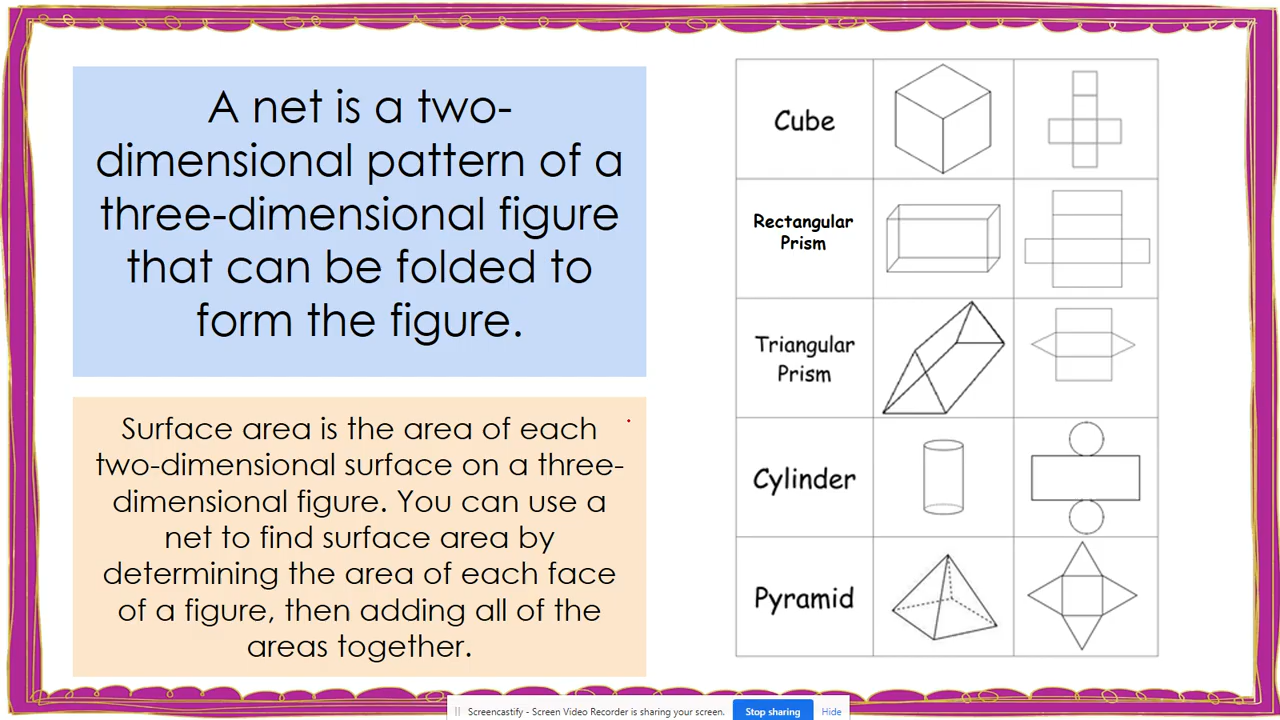 A net is a two-
dimensional pattern of a
three-dimensional figure
that can be folded to
form the figure.
Surface area is the area of each
two-dimensional surface on a three-
dimensional figure. You can use a
net to find surface area by
determining the area of each face
of a figure, then adding all of the
areas together.
Cube
Rectangular
Prism
Triangular
Prism
Cylinder
Pyramid
Screencastify - Screen Video Recorder is sharing your screen.
Stop sharing
Hide